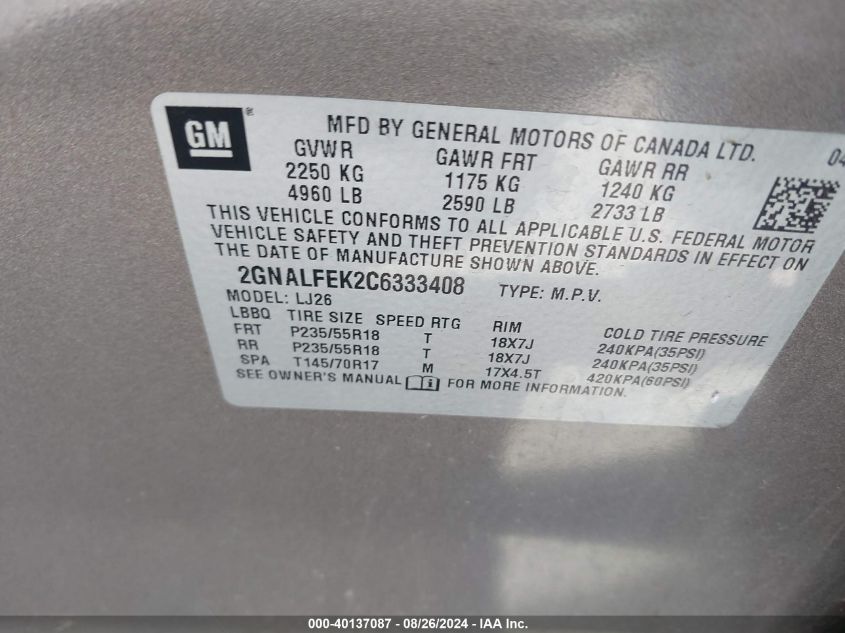 GM ®
MFD BY GENERAL MOTORS OF CANADA LTD. 04
GVWR GAWR FRT GAWR RR
2250 KG 1175 KG 1240 KG
4960 LB 2590 LB 2733 LB
THIS VEHICLE CONFORMS TO ALL APPLICABLE U.S. FEDERAL MOTOR
VEHICLE SAFETY AND THEFT PREVENTION STANDARDS IN EFFECT ON
THE DATE OF MANUFACTURE SHOWN ABOVE.
2GNALFEK2C6333408 TYPE: M.P.V.
MODEL: LJ26
LBBQ TIRE SIZE SPEED RTG RIM COLD TIRE PRESSURE
FRT P235/55R18 T 18X7J 240KPA(35PSI)
RR P235/55R18 T 18X7J 240KPA(35PSI)
SPA T145/70R17 M 17X4.5T 420KPA(60PSI)
SEE OWNER'S MANUAL i FOR MORE INFORMATION.
000-40137087 - 08/26/2024 - IAA Inc.